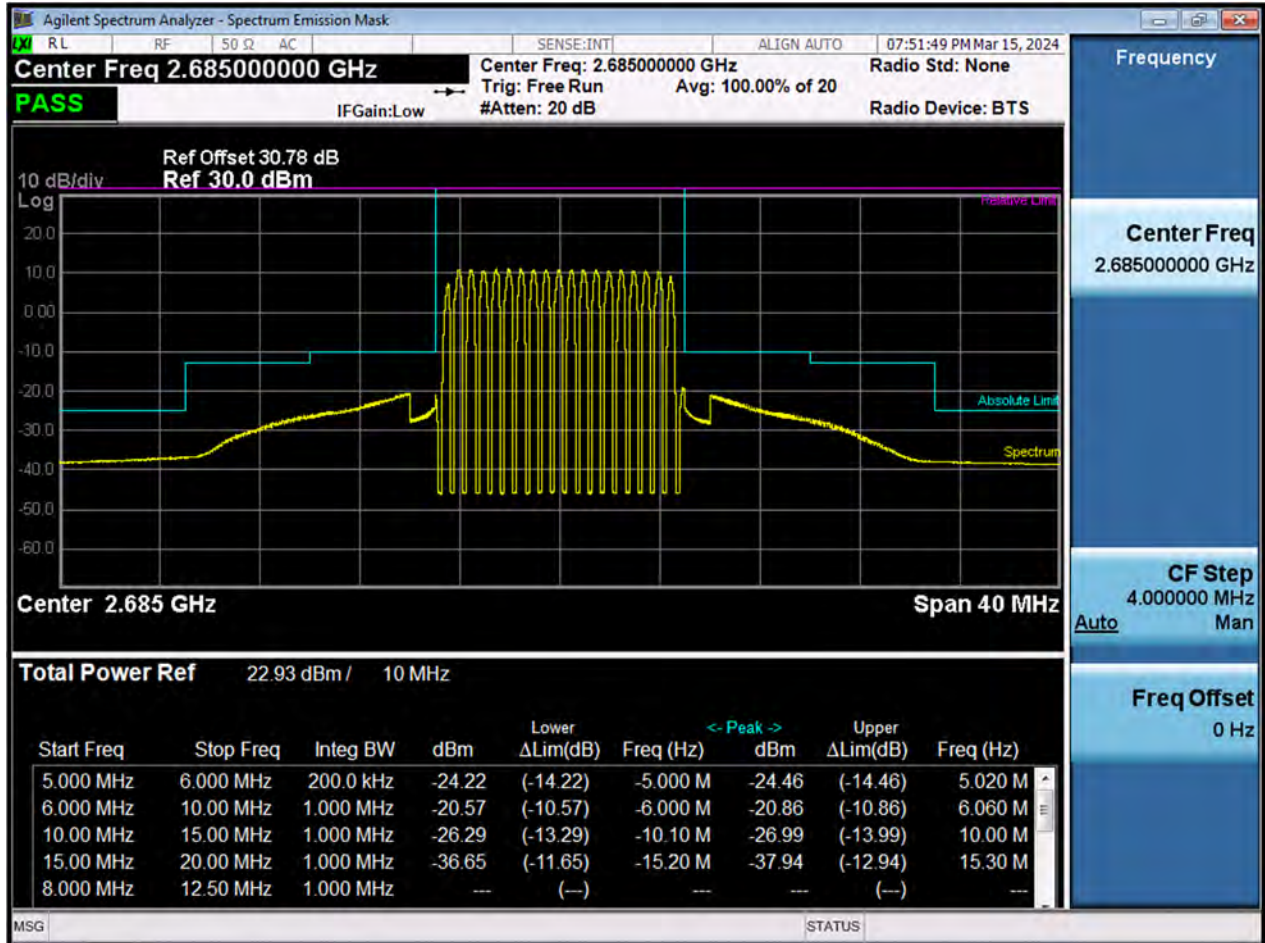 Agilent Spectrum Analyzer - Spectrum Emission Mask
LXI RL RF 50 Ω AC SENSE:INT ALIGN AUTO 07:51:49 PM Mar 15, 2024
Center Freq 2.685000000 GHz Center Freq: 2.685000000 GHz Radio Std: None
Trig: Free Run Avg: 100.00% of 20
PASS IFGain:Low #Atten: 20 dB Radio Device: BTS
Ref Offset 30.78 dB
10 dB/div Ref 30.0 dBm
Log
Relative Limit
20.0
10.0
0.00
-10.0
-20.0
Absolute Limit
-30.0
Spectrum
-40.0
-50.0
-60.0
Center 2.685 GHz Span 40 MHz
Total Power Ref 22.93 dBm / 10 MHz
Lower <- Peak -> Upper
Start Freq Stop Freq Integ BW dBm ΔLim(dB) Freq (Hz) dBm ΔLim(dB) Freq (Hz)
5.000 MHz 6.000 MHz 200.0 kHz -24.22 (-14.22) -5.000 M -24.46 (-14.46) 5.020 M
6.000 MHz 10.00 MHz 1.000 MHz -20.57 (-10.57) -6.000 M -20.86 (-10.86) 6.060 M
10.00 MHz 15.00 MHz 1.000 MHz -26.29 (-13.29) -10.10 M -26.99 (-13.99) 10.00 M
15.00 MHz 20.00 MHz 1.000 MHz -36.65 (-11.65) -15.20 M -37.94 (-12.94) 15.30 M
8.000 MHz 12.50 MHz 1.000 MHz --- (---) --- --- (---) ---
MSG STATUS
Frequency
Center Freq
2.685000000 GHz
CF Step
4.000000 MHz
Auto Man
Freq Offset
0 Hz